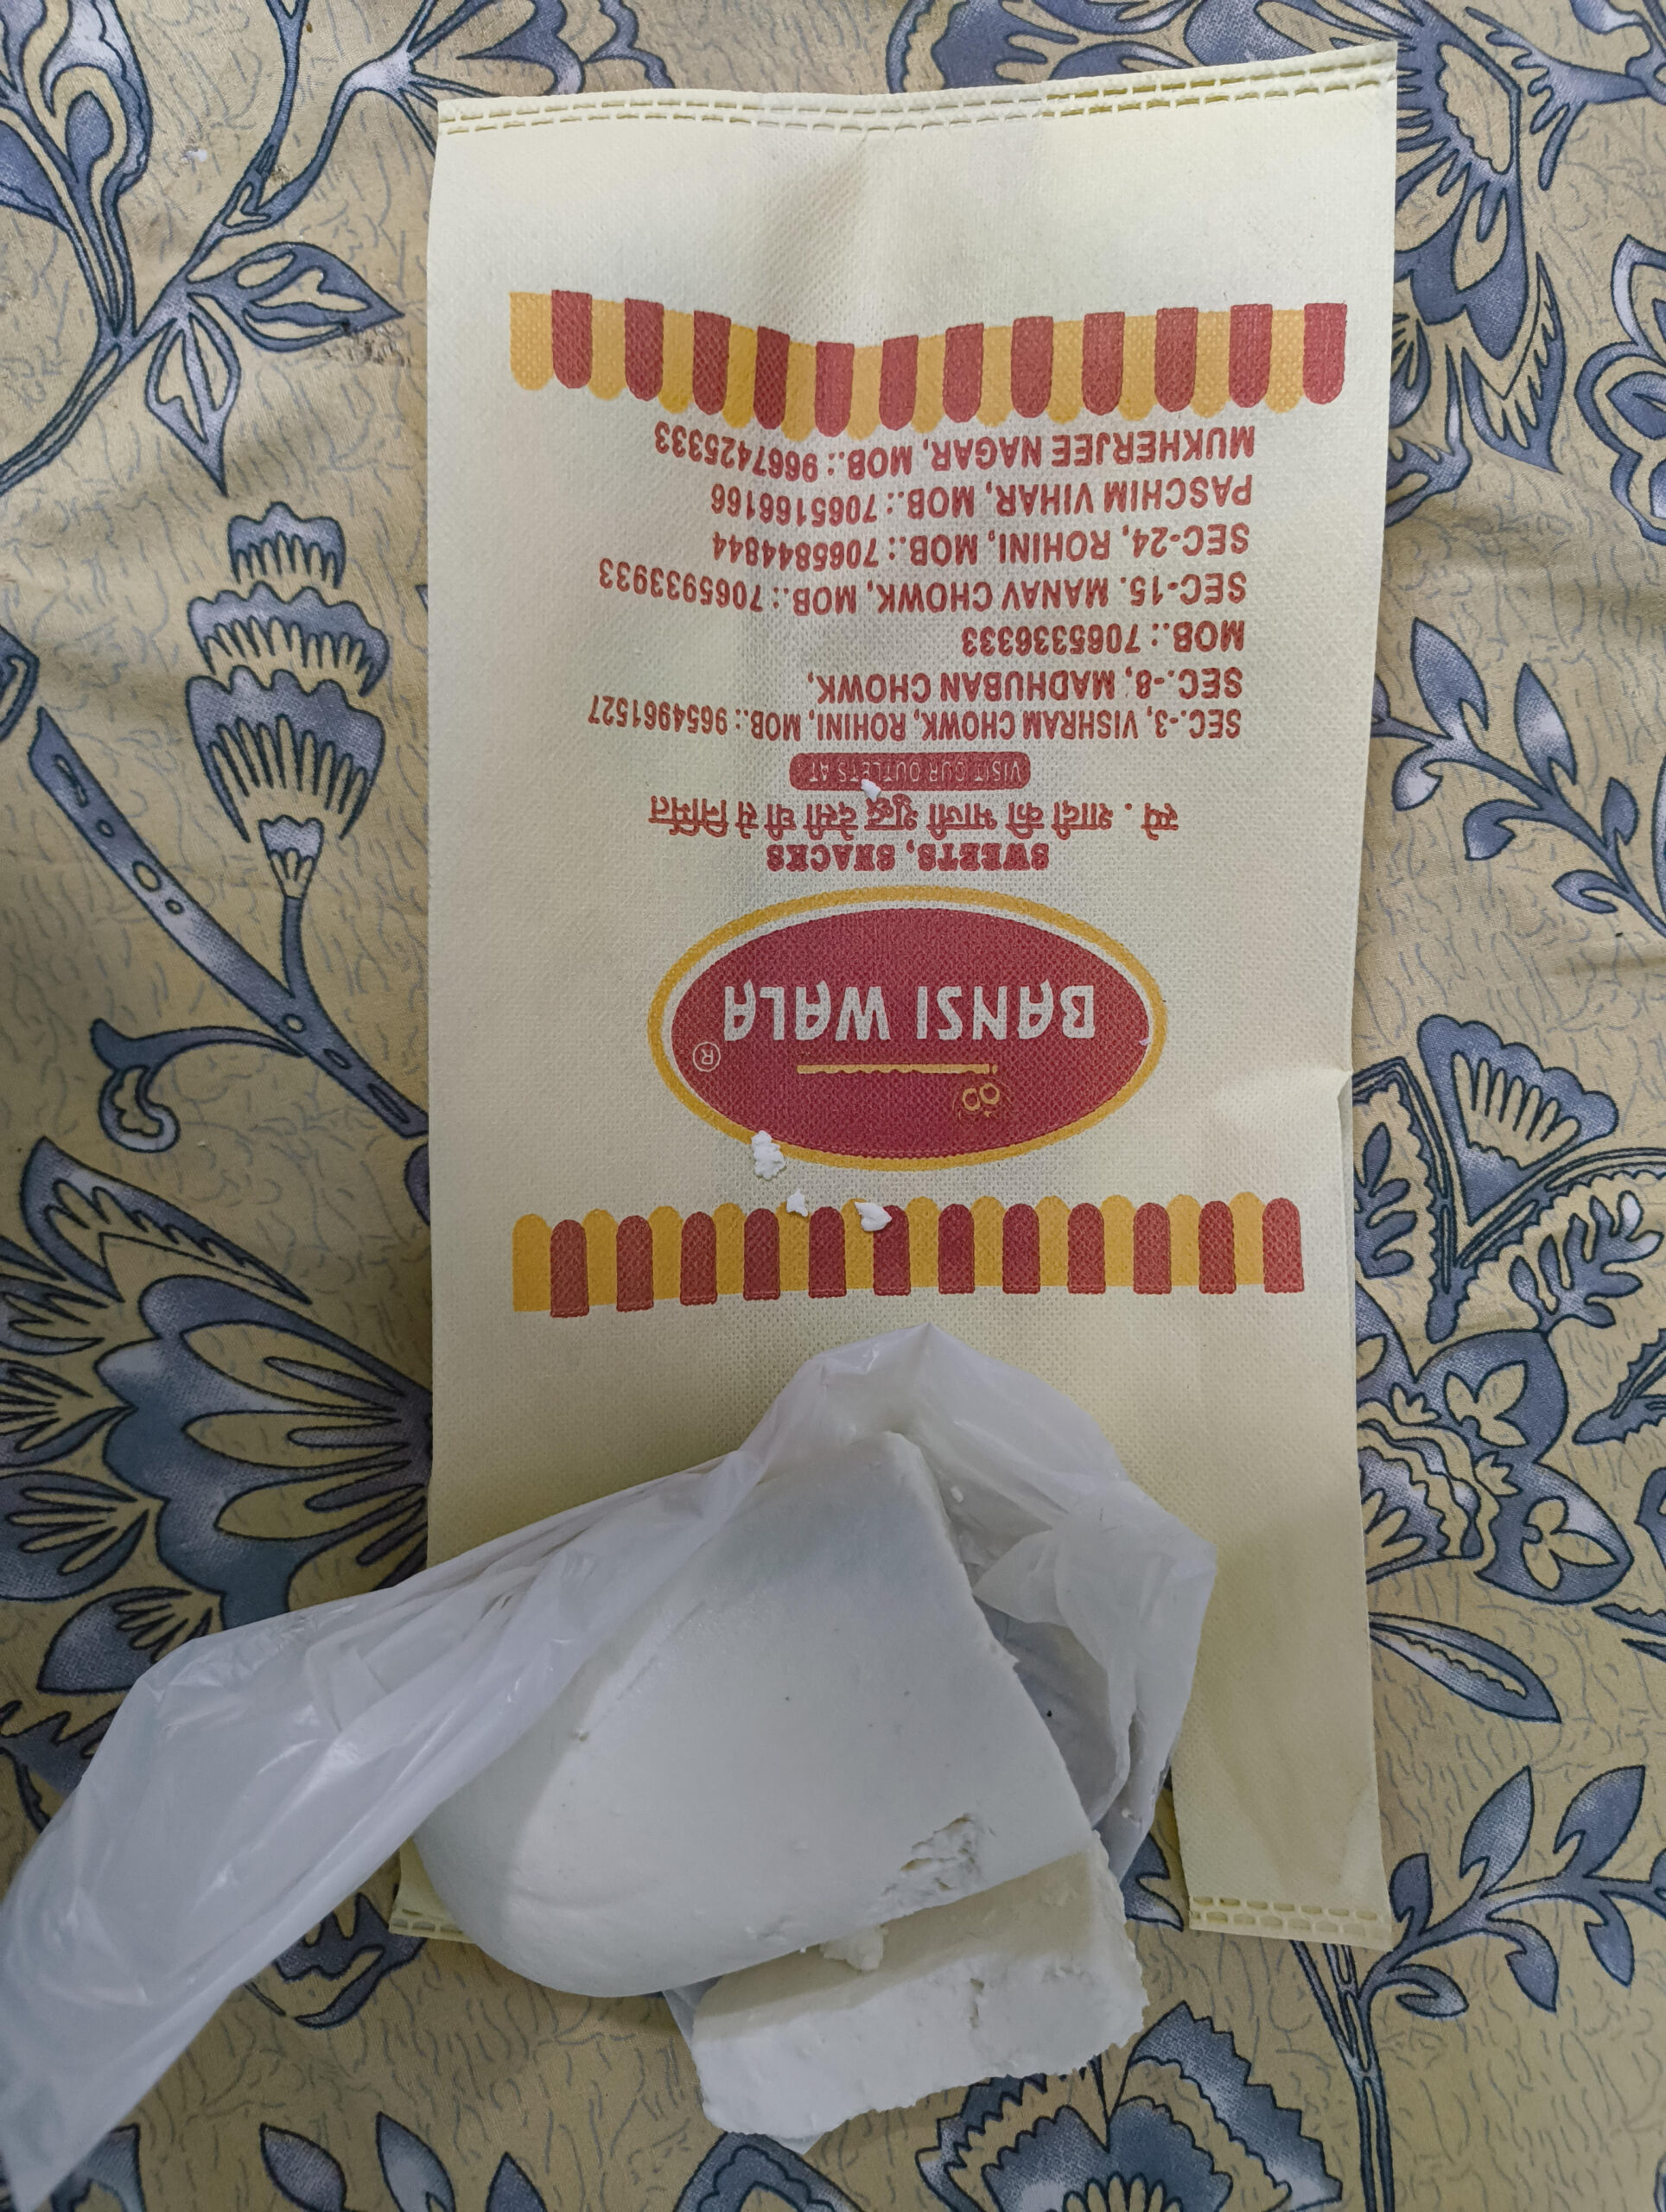 BANSI WALA
®
SWEETS, SNACKS
स्पे . शादी की भाजी शुद्ध देसी घी से निर्मित
VISIT OUR OUTLETS AT :
SEC.-3, VISHRAM CHOWK, ROHINI, MOB.: 9654961527
SEC.-8, MADHUBAN CHOWK,
MOB.: 7065336333
SEC-15. MANAV CHOWK, MOB.: 7065933933
SEC-24, ROHINI, MOB.: 7065844844
PASCHIM VIHAR, MOB.: 7065166166
MUKHERJEE NAGAR, MOB.: 9667425333